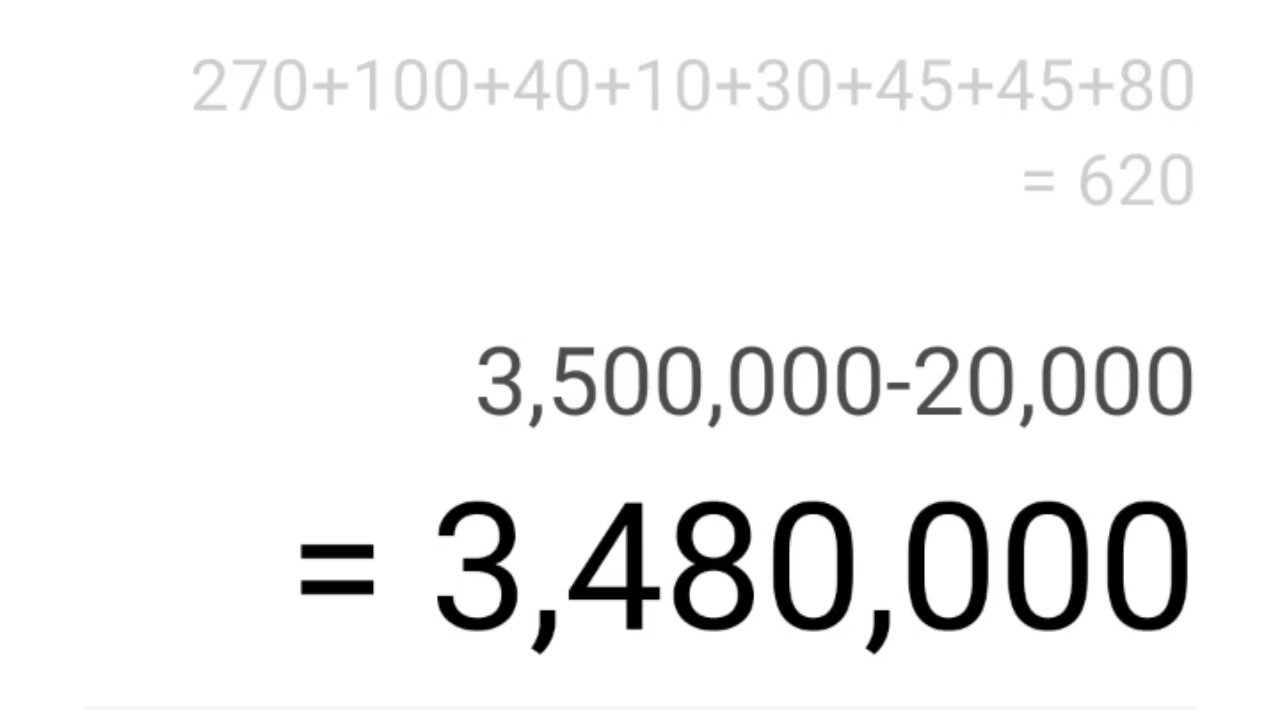 270+100+40+10+30+45+45+80
= 620
3,500,000-20,000
= 3,480,000